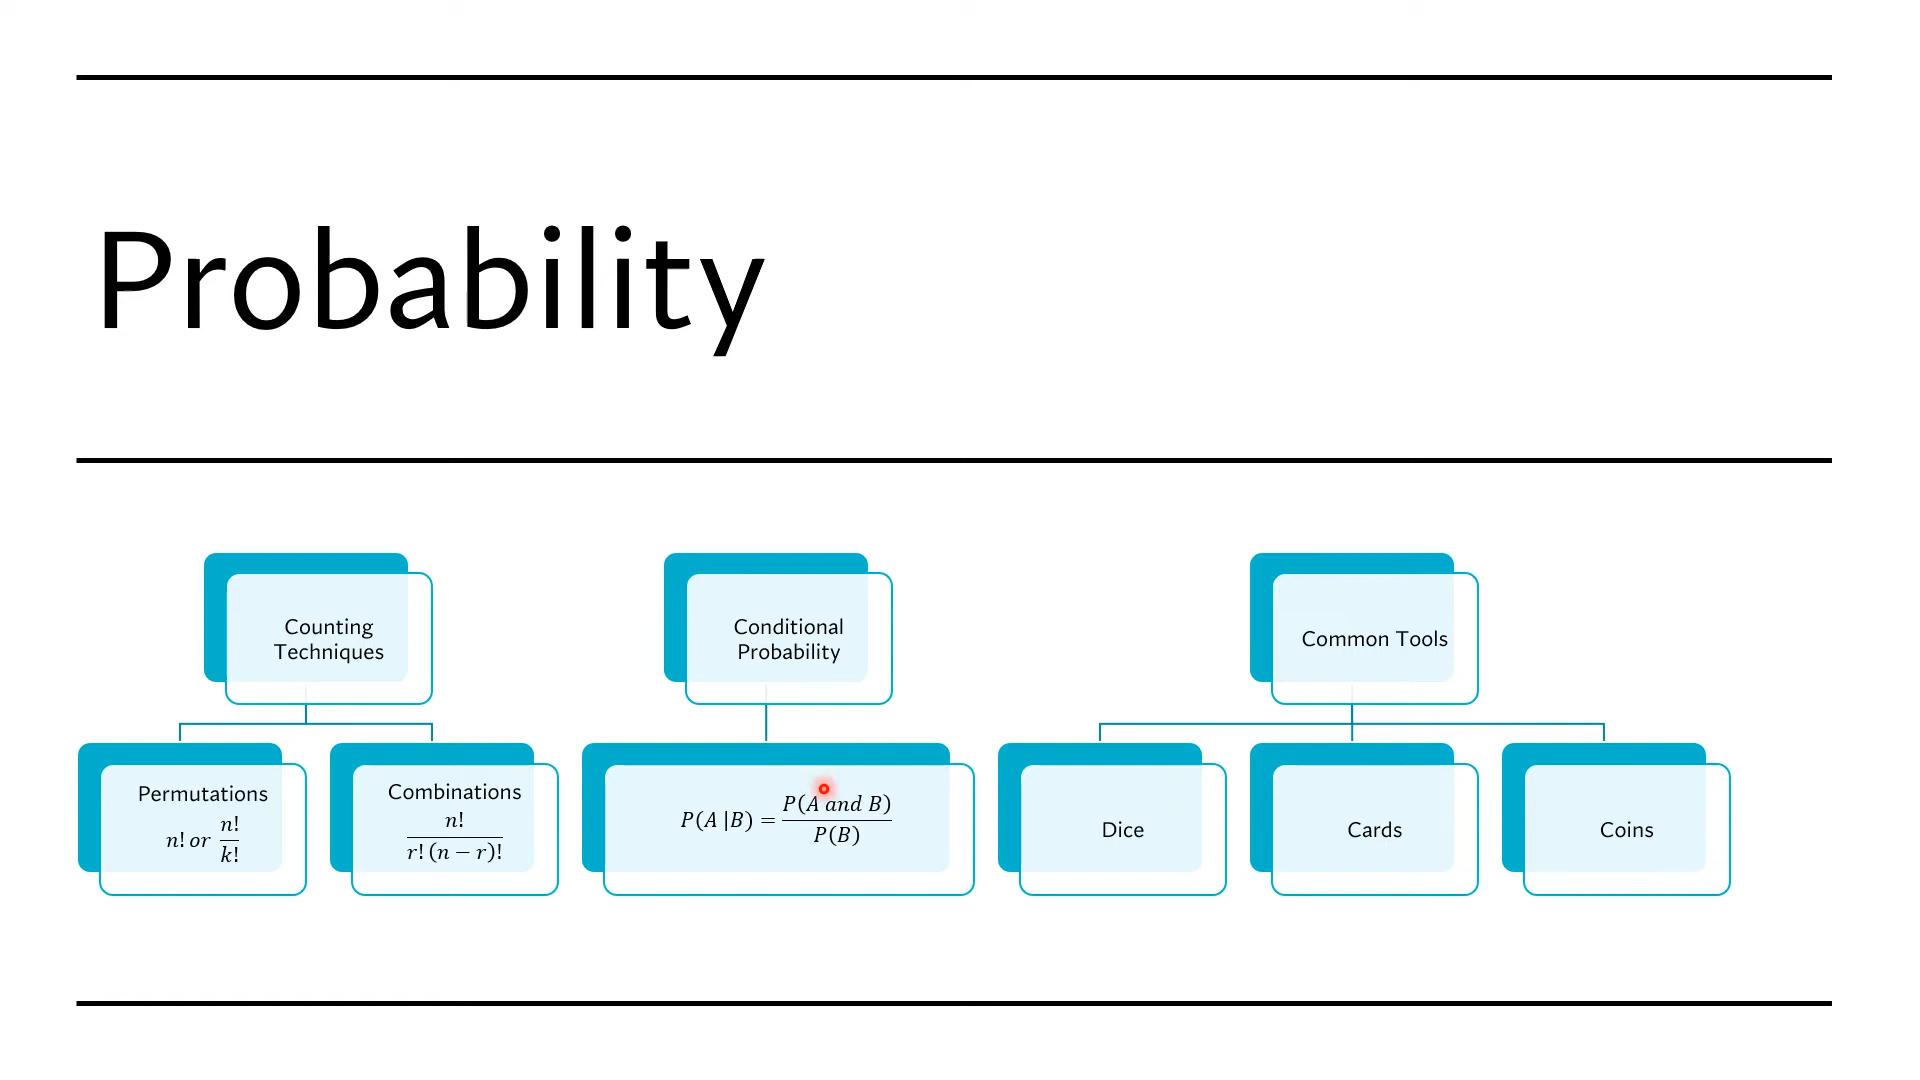 Probability
Counting
Techniques
Conditional
Probability
Common Tools
Permutations
n! or n!/k!
Combinations
n!/r!(n − r)!
P(A |B) = P(A and B)/P(B)
Dice
Cards
Coins